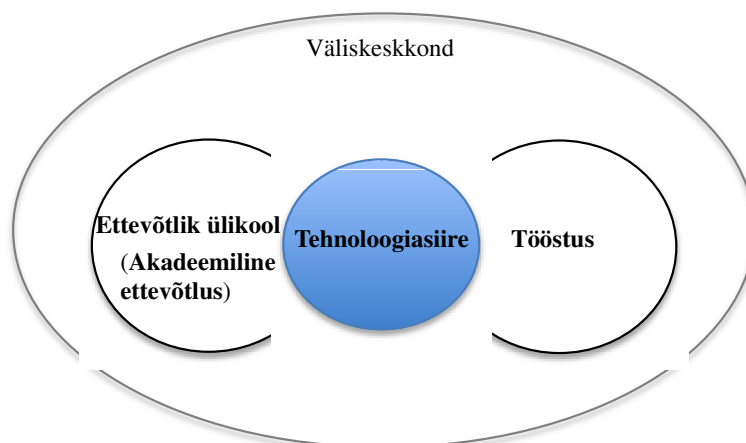 Väliskeskkond
Ettevõtlik ülikool
(Akadeemiline
ettevõtlus)
Tehnoloogiasiire
Tööstus